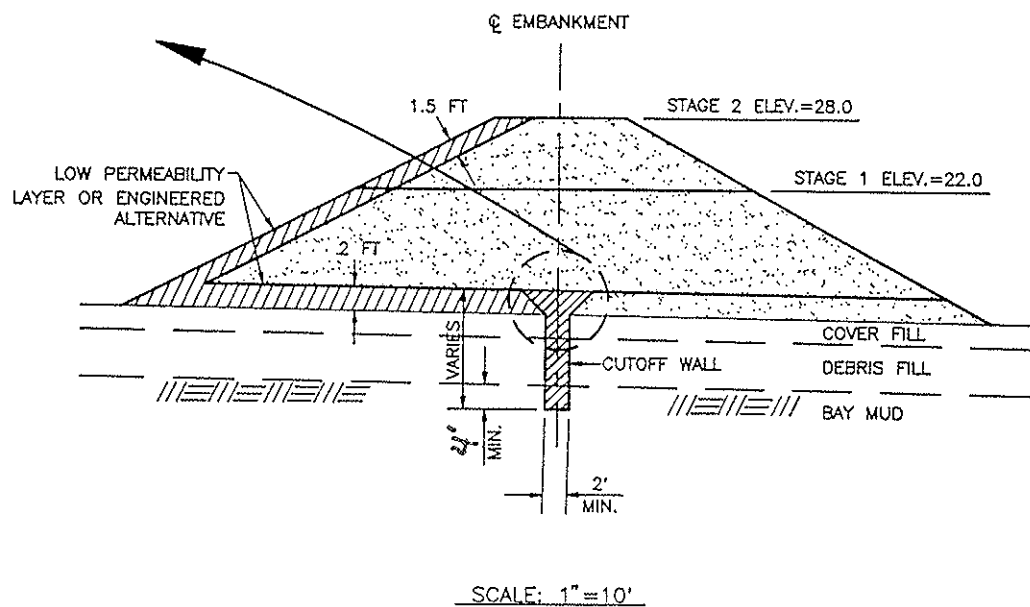 ℄ EMBANKMENT
1.5 FT
STAGE 2 ELEV.=28.0
LOW PERMEABILITY
LAYER OR ENGINEERED
ALTERNATIVE
STAGE 1 ELEV.=22.0
2 FT
COVER FILL
VARIES
CUTOFF WALL
DEBRIS FILL
BAY MUD
MIN.
2'
MIN.
SCALE: 1"=10'